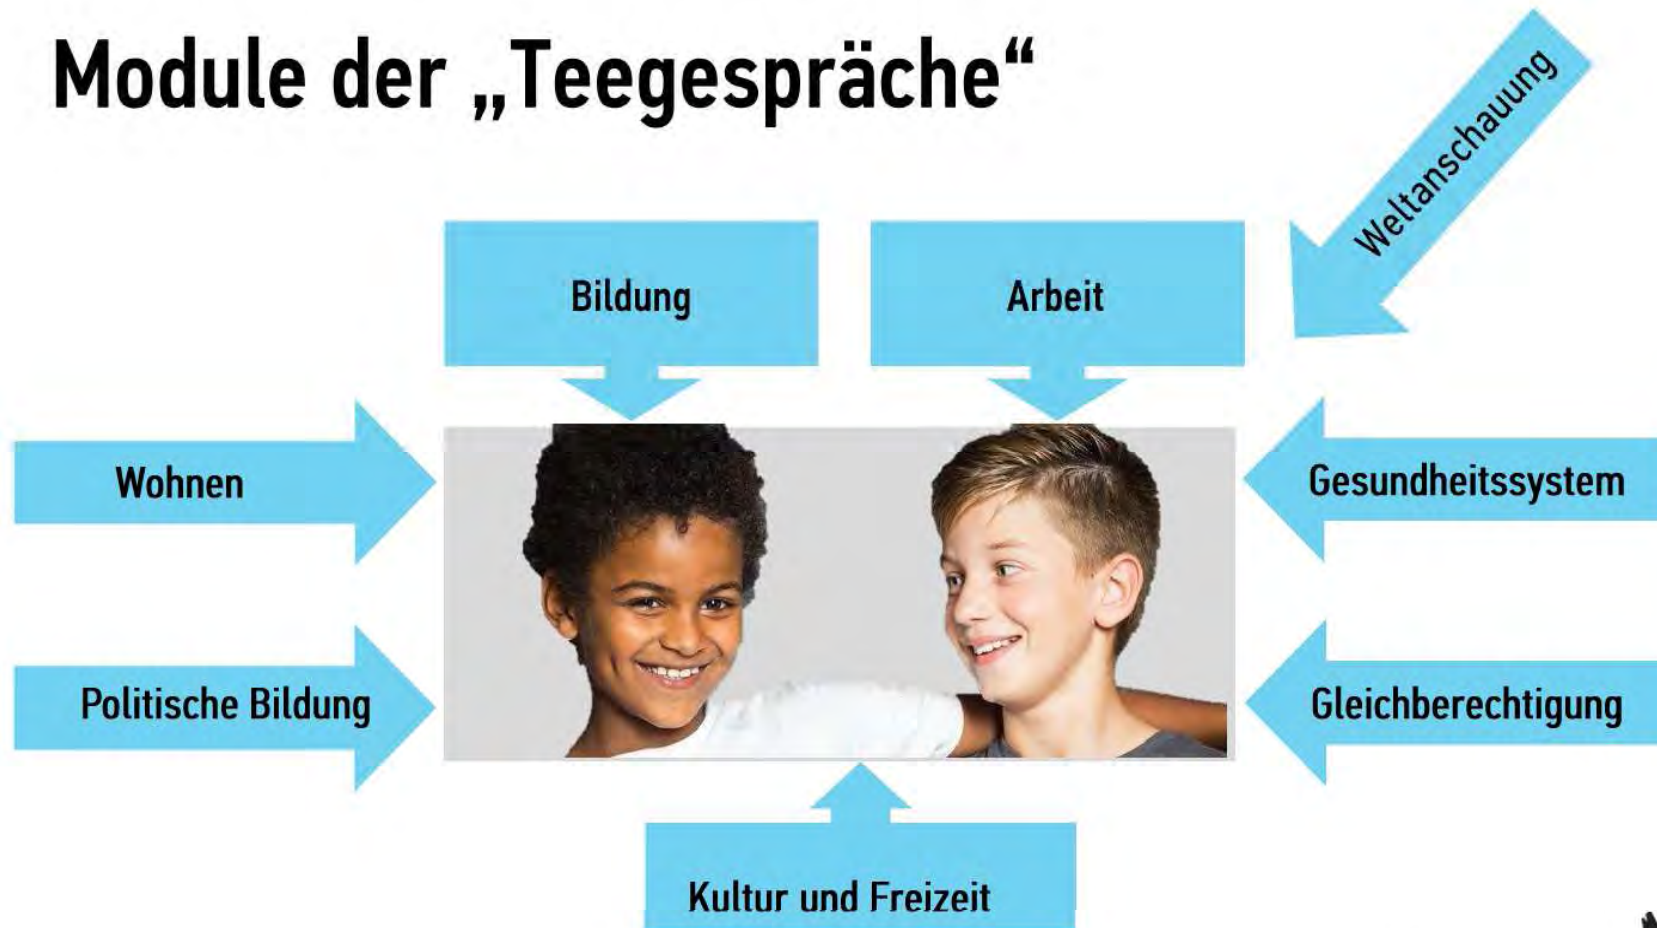 Module der „Teegespräche“
Weltanschauung
Bildung
Arbeit
Wohnen
Gesundheitssystem
Politische Bildung
Gleichberechtigung
Kultur und Freizeit